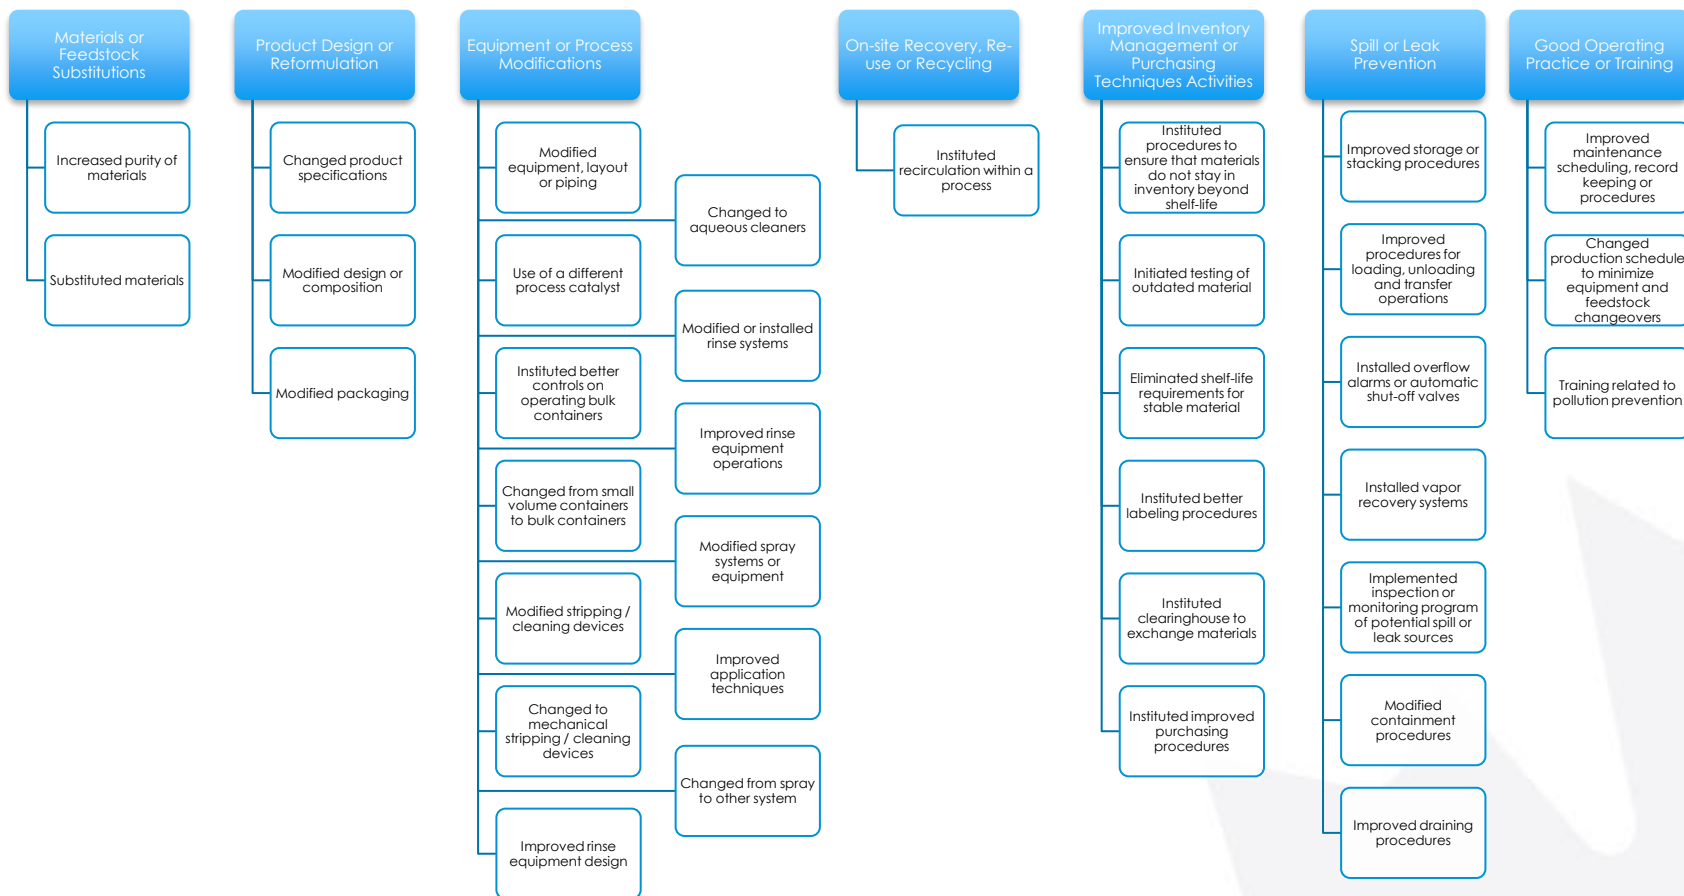 Materials or
Feedstock
Substitutions
Increased purity of
materials
Substituted materials
Product Design or
Reformulation
Changed product
specifications
Modified design or
composition
Modified packaging
Equipment or Process
Modifications
Modified
equipment, layout
or piping
Changed to
aqueous cleaners
Use of a different
process catalyst
Modified or installed
rinse systems
Instituted better
controls on
operating bulk
containers
Improved rinse
equipment
operations
Changed from small
volume containers
to bulk containers
Modified spray
systems or
equipment
Modified stripping /
cleaning devices
Improved
application
techniques
Changed to
mechanical
stripping / cleaning
devices
Changed from spray
to other system
Improved rinse
equipment design
On-site Recovery, Re-
use or Recycling
Instituted
recirculation within a
process
Improved Inventory
Management or
Purchasing
Techniques Activities
Instituted
procedures to
ensure that materials
do not stay in
inventory beyond
shelf-life
Initiated testing of
outdated material
Eliminated shelf-life
requirements for
stable material
Instituted better
labeling procedures
Instituted
clearinghouse to
exchange materials
Instituted improved
purchasing
procedures
Spill or Leak
Prevention
Improved storage or
stacking procedures
Improved
procedures for
loading, unloading
and transfer
operations
Installed overflow
alarms or automatic
shut-off valves
Installed vapor
recovery systems
Implemented
inspection or
monitoring program
of potential spill or
leak sources
Modified
containment
procedures
Improved draining
procedures
Good Operating
Practice or Training
Improved
maintenance
scheduling, record
keeping or
procedures
Changed
production schedule
to minimize
equipment and
feedstock
changeovers
Training related to
pollution prevention